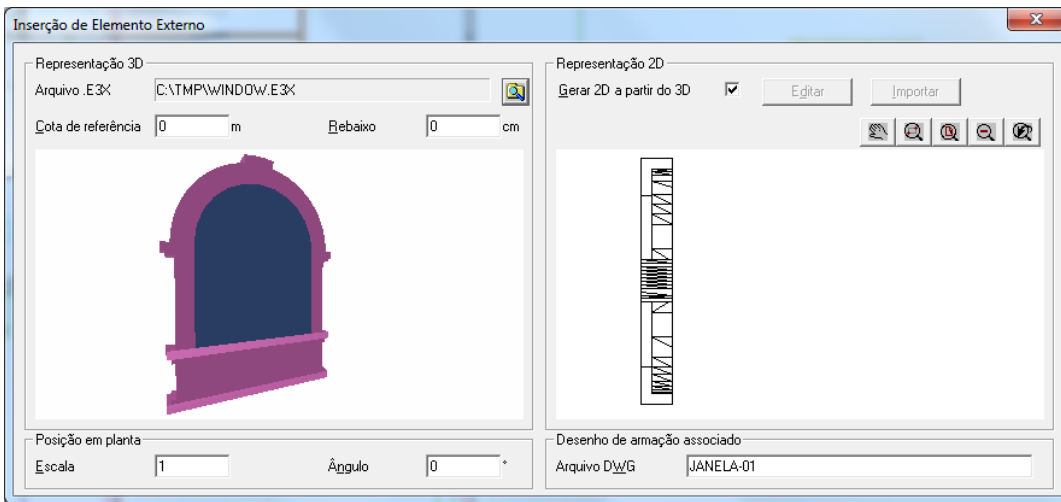 Inserção de Elemento Externo
Representação 3D
Arquivo .E3X C:\TMP\WINDOW.E3X
Cota de referência 0 m Rebaixo 0 cm
Representação 2D
Gerar 2D a partir do 3D Editar Importar
Posição em planta
Escala 1 Ângulo 0 °
Desenho de armação associado
Arquivo DWG JANELA-01